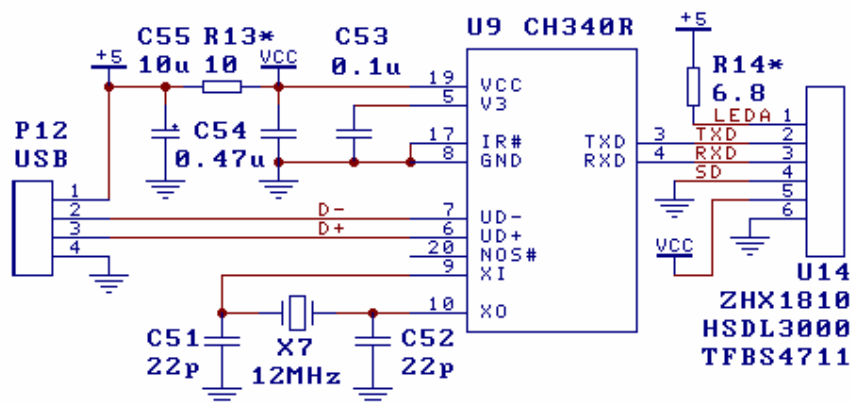 U9 CH340R
C55 R13* C53
+5 10u 10 VCC 0.1u
+5
R14*
6.8
19 VCC
5 V3
P12
USB
C54
0.47u
17 IR# TXD 3
8 GND RXD 4
LEDA 1
TXD 2
RXD 3
SD 4
5
6
1
2 D- 7 UD-
3 D+ 6 UD+
4 20 NOS#
9 XI
10 XO
VCC
C51 X7 C52
22p 12MHz 22p
U14
ZHX1810
HSDL3000
TFBS4711